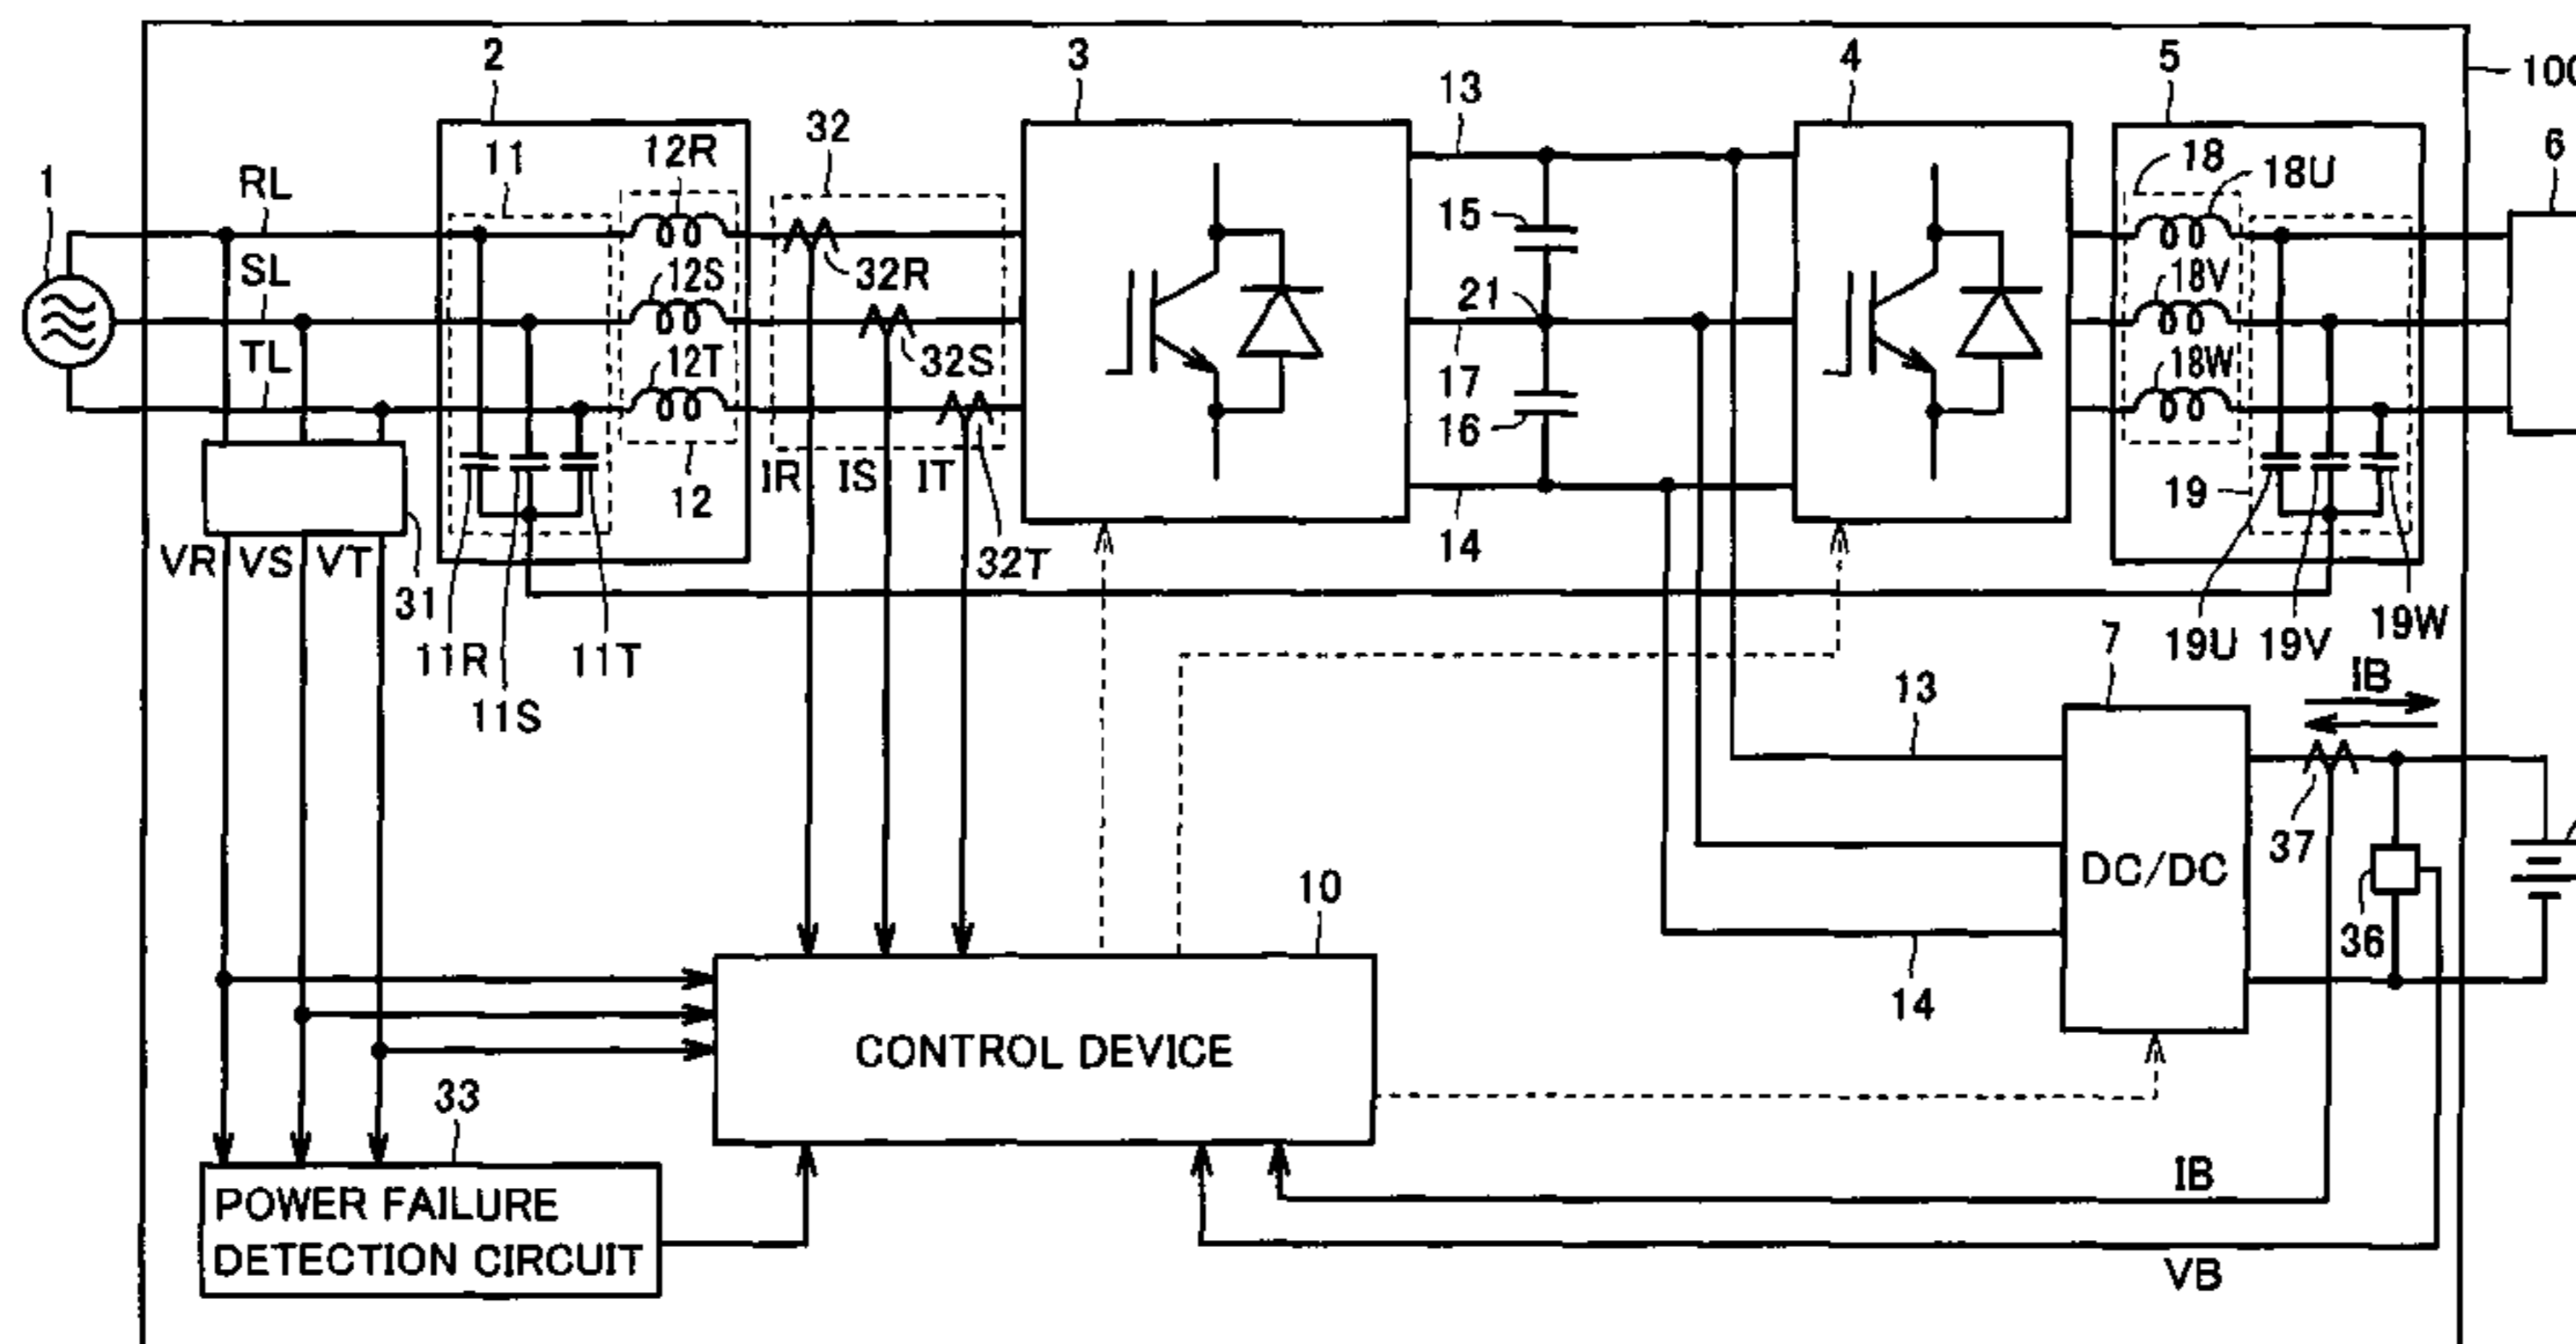 2
3
4
5
100
13
32
6
1
RL
11
12R
18
18U
15
SL
12S
32R
18V
21
TL
12T
32S
17
18W
16
IR
IS
IT
12
19
VR
VS
VT
32T
14
31
11R
11T
11S
19U
19V
19W
7
IB
13
37
DC/DC
10
36
14
CONTROL DEVICE
33
IB
POWER FAILURE
DETECTION CIRCUIT
VB